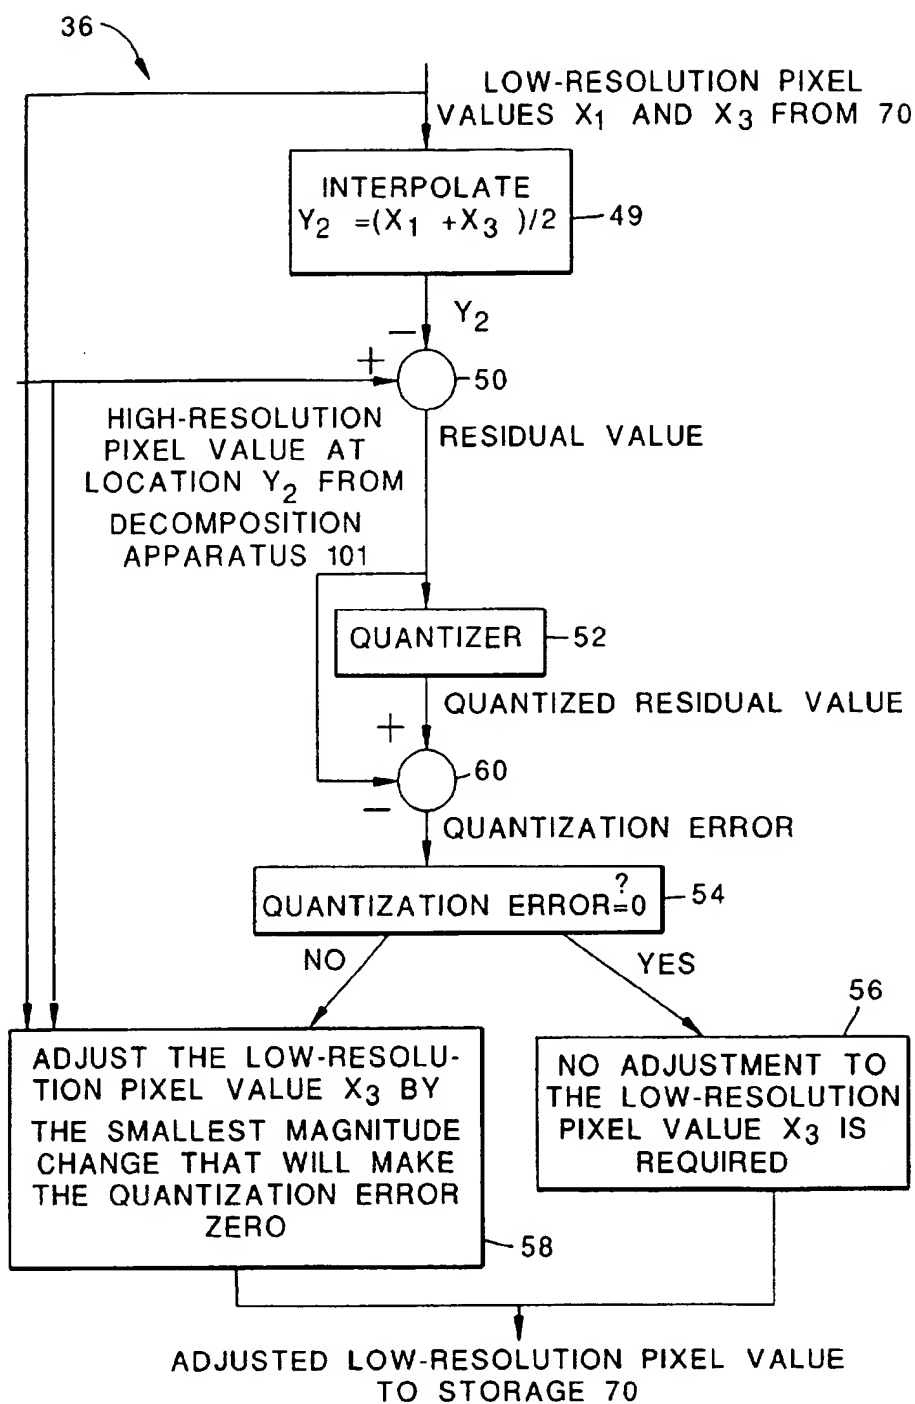 36
LOW-RESOLUTION PIXEL
VALUES X₁ AND X₃ FROM 70
INTERPOLATE
Y₂ =(X₁ +X₃ )/2
49
Y₂
−
+
50
HIGH-RESOLUTION
PIXEL VALUE AT
LOCATION Y₂ FROM
DECOMPOSITION
APPARATUS 101
RESIDUAL VALUE
QUANTIZER
52
QUANTIZED RESIDUAL VALUE
+
60
−
QUANTIZATION ERROR
?
QUANTIZATION ERROR=0
54
NO
YES
56
ADJUST THE LOW-RESOLU-
TION PIXEL VALUE X₃ BY
THE SMALLEST MAGNITUDE
CHANGE THAT WILL MAKE
THE QUANTIZATION ERROR
ZERO
58
NO ADJUSTMENT TO
THE LOW-RESOLUTION
PIXEL VALUE X₃ IS
REQUIRED
ADJUSTED LOW-RESOLUTION PIXEL VALUE
TO STORAGE 70